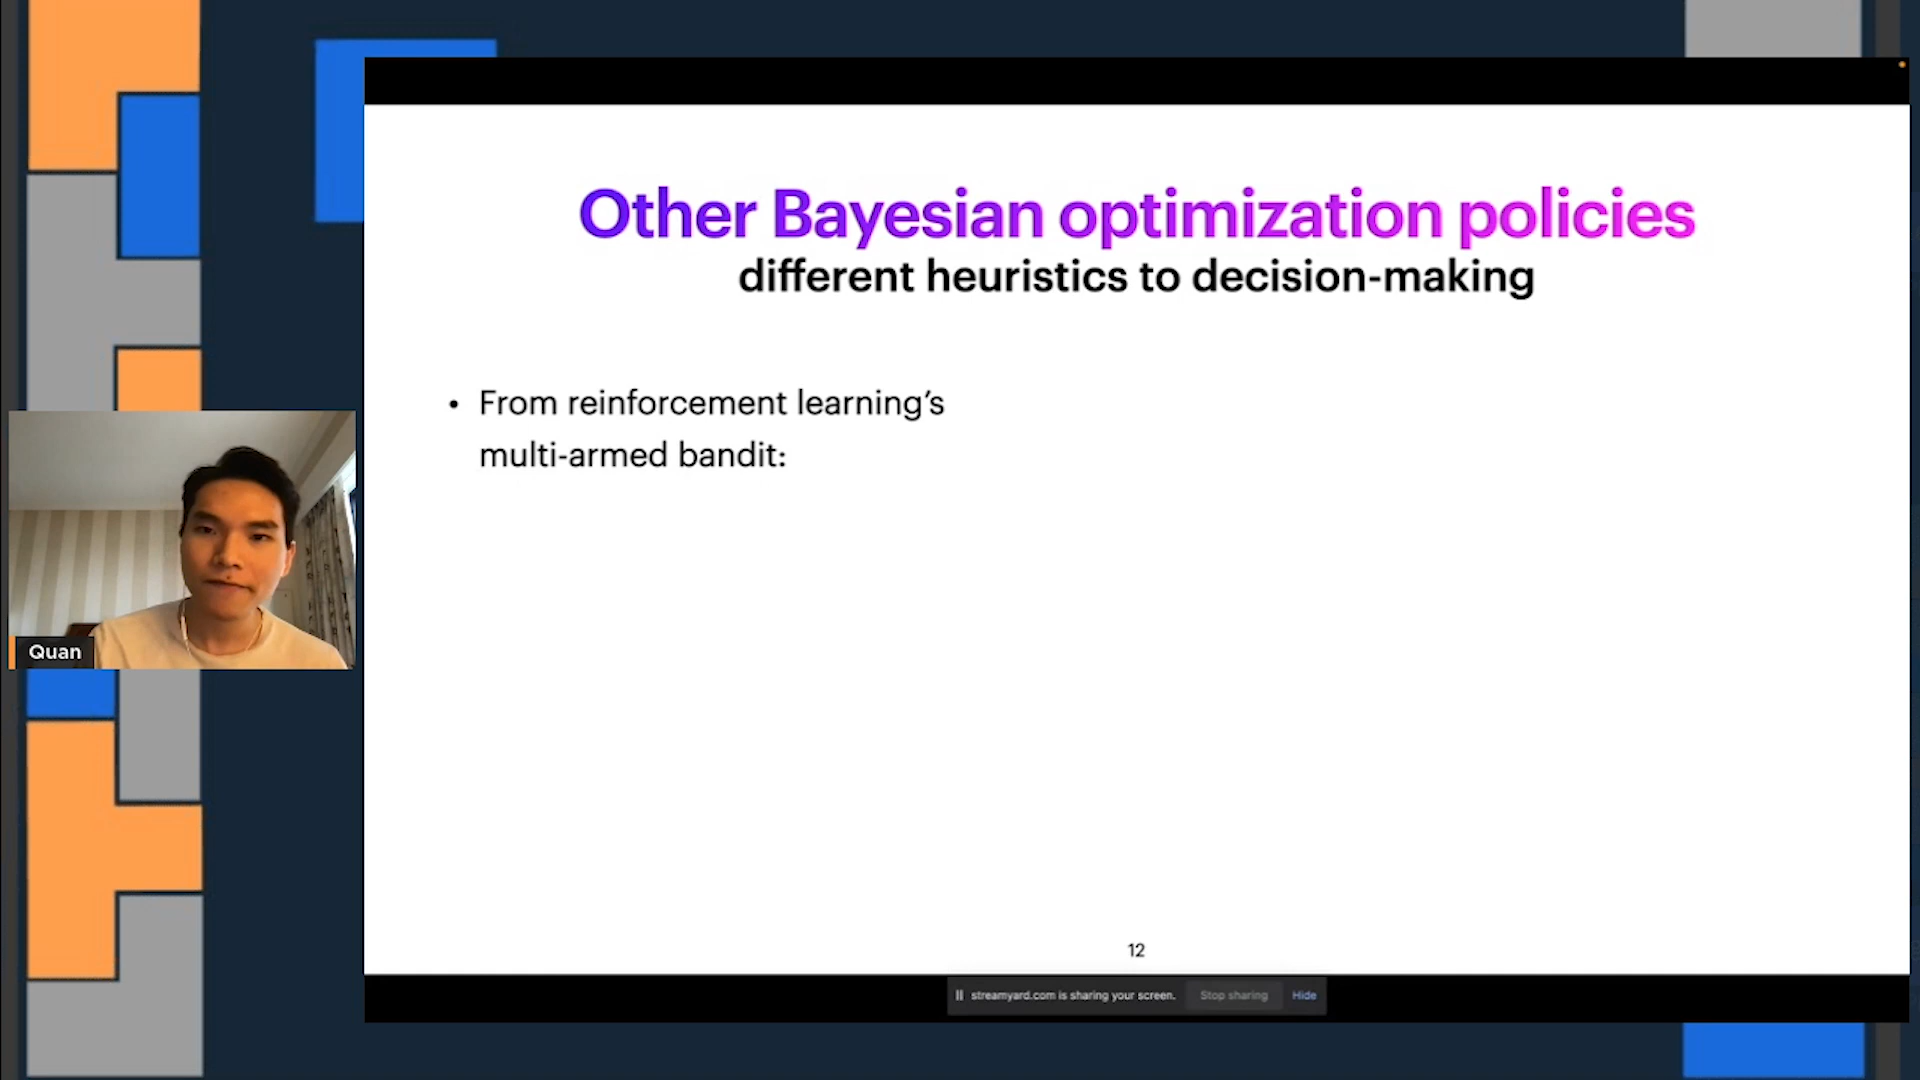 Other Bayesian optimization policies
different heuristics to decision-making
• From reinforcement learning’s
multi-armed bandit:
Quan
12
streamyard.com is sharing your screen. Stop sharing Hide